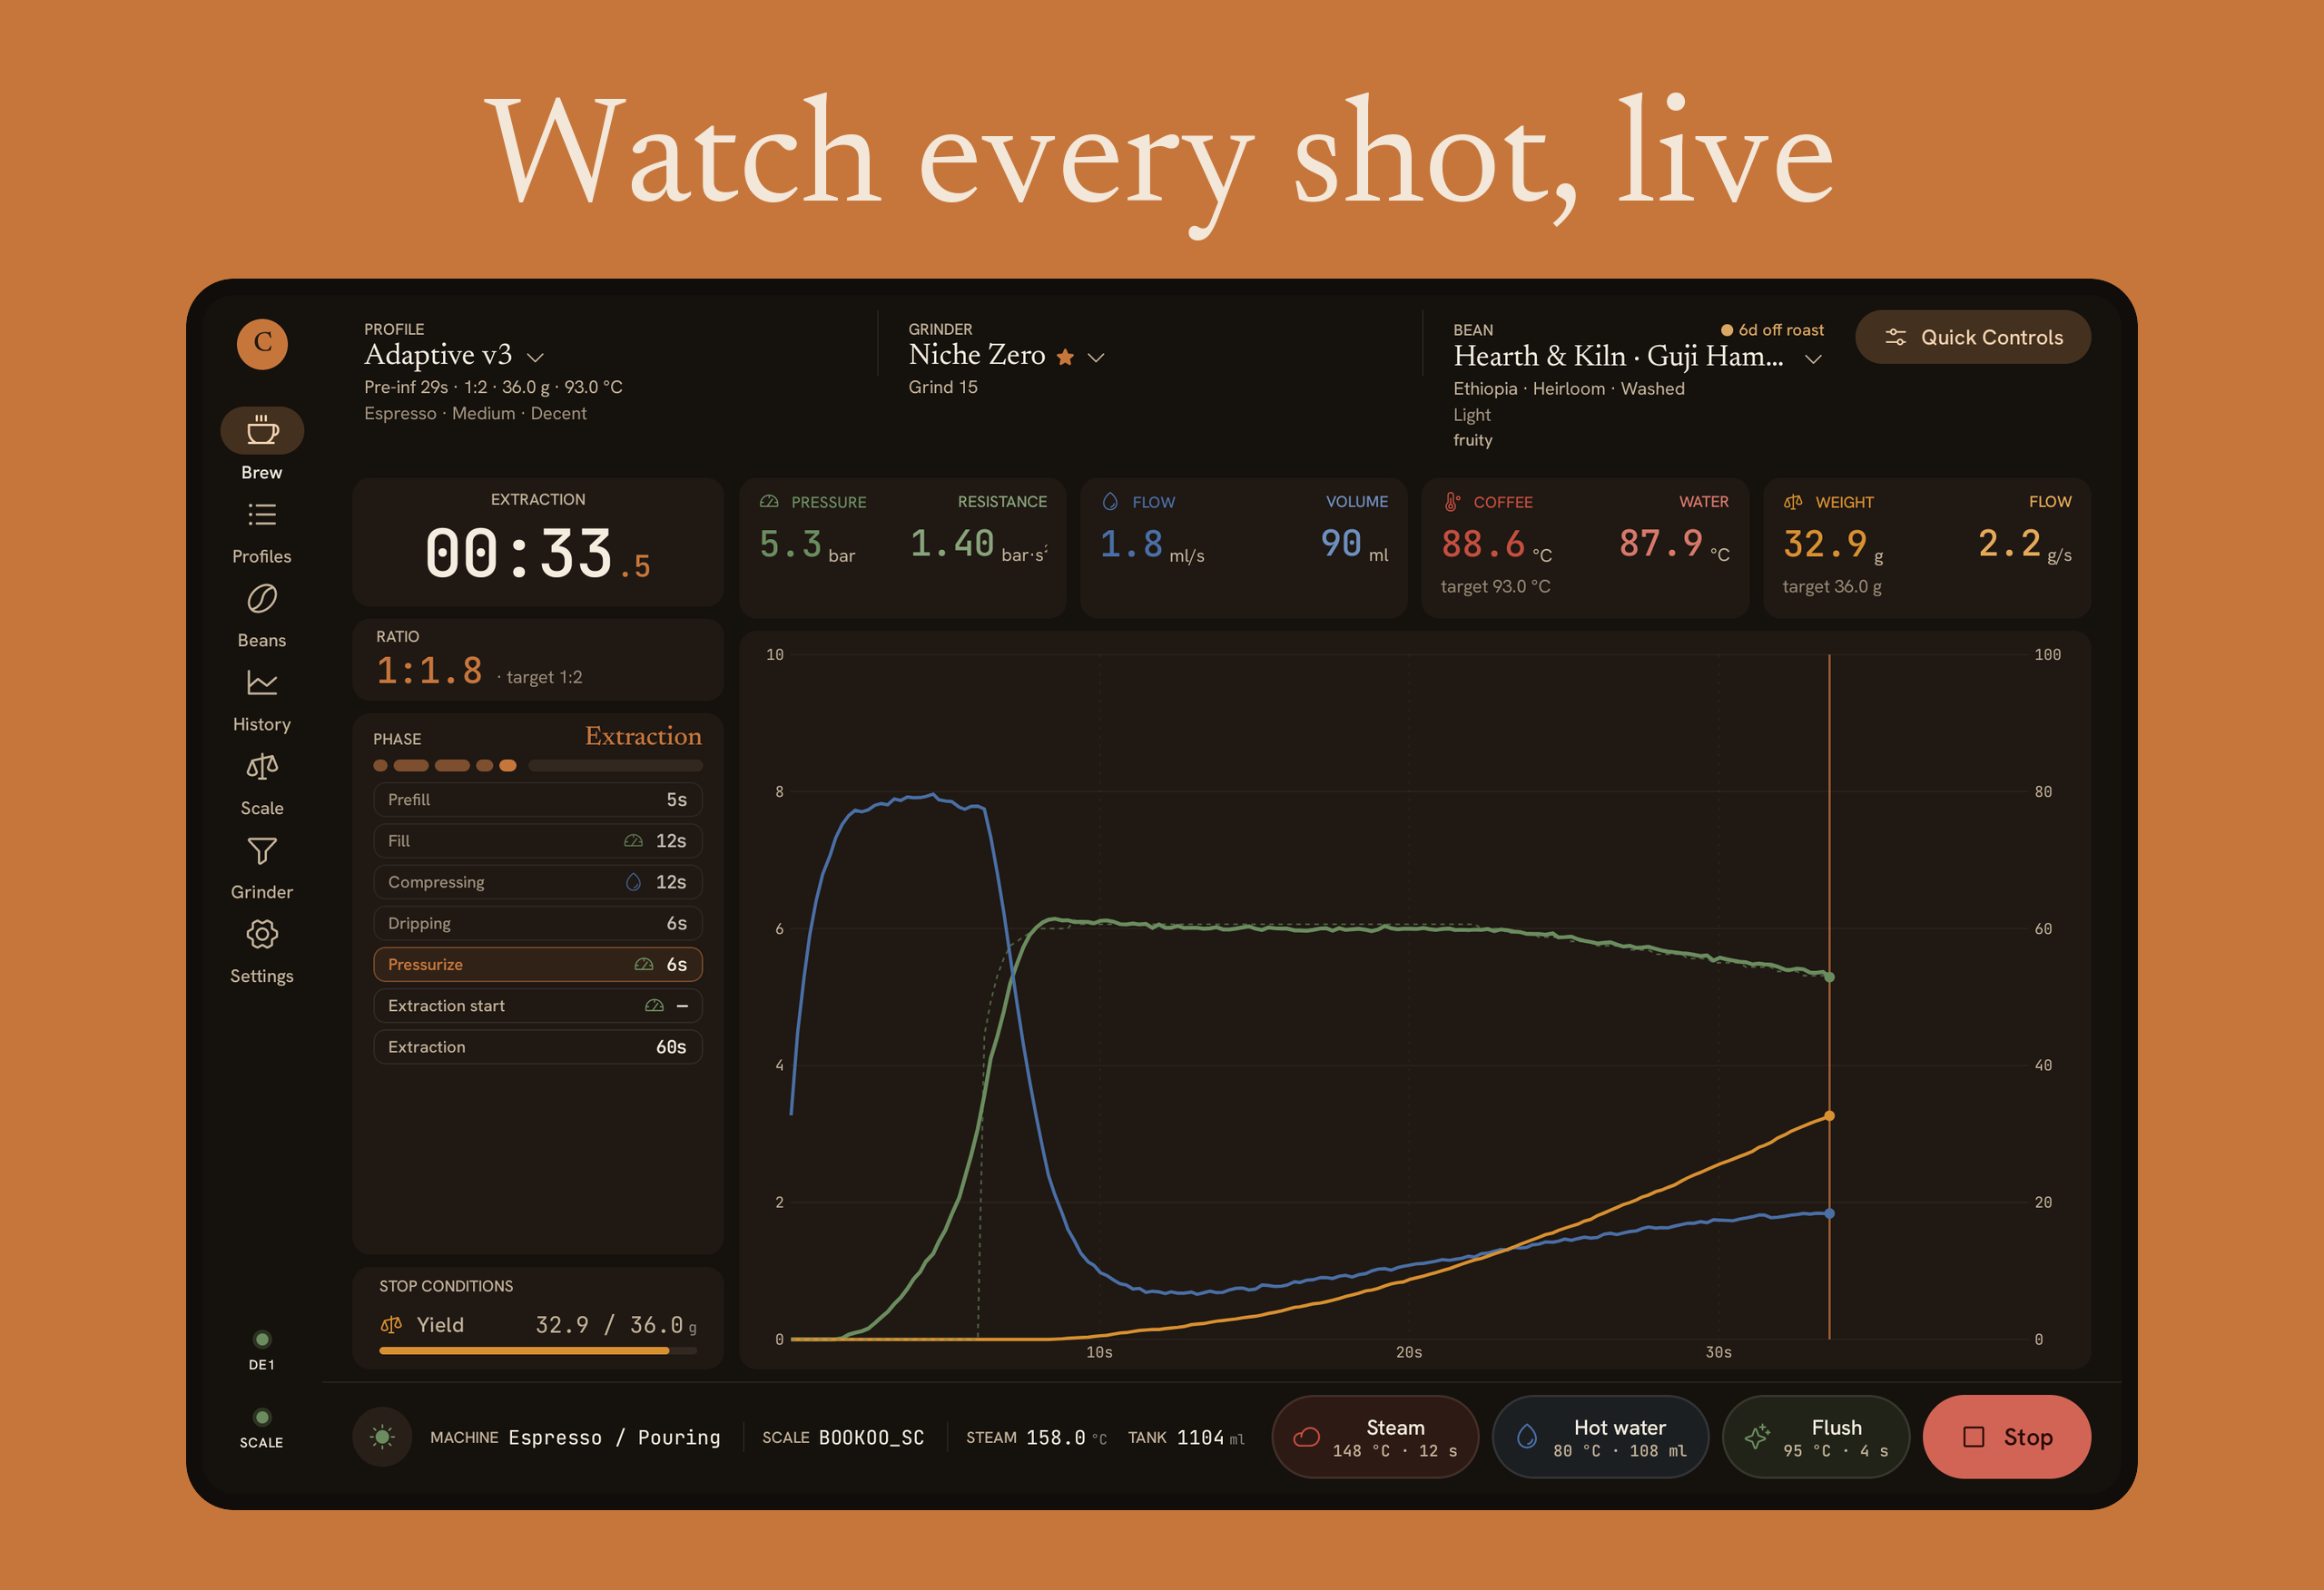 Watch every shot, live
C
Brew
Profiles
Beans
History
Scale
Grinder
Settings
DE1
SCALE
PROFILE
Adaptive v3
Pre-inf 29s · 1:2 · 36.0 g · 93.0 °C
Espresso · Medium · Decent
GRINDER
Niche Zero
Grind 15
BEAN
6d off roast
Hearth & Kiln · Guji Ham...
Ethiopia · Heirloom · Washed
Light
fruity
Quick Controls
EXTRACTION
00:33.5
RATIO
1:1.8 · target 1:2
PHASE
Extraction
Prefill 5s
Fill 12s
Compressing 12s
Dripping 6s
Pressurize 6s
Extraction start –
Extraction 60s
STOP CONDITIONS
Yield 32.9 / 36.0 g
PRESSURE RESISTANCE
5.3 bar 1.40 bar·s
FLOW VOLUME
1.8 ml/s 90 ml
COFFEE WATER
88.6 °C 87.9 °C
target 93.0 °C
WEIGHT FLOW
32.9 g 2.2 g/s
target 36.0 g
10 100
8 80
6 60
4 40
2 20
0 0
10s 20s 30s
MACHINE Espresso / Pouring
SCALE BOOKOO_SC
STEAM 158.0 °C
TANK 1104 ml
Steam
148 °C · 12 s
Hot water
80 °C · 108 ml
Flush
95 °C · 4 s
Stop